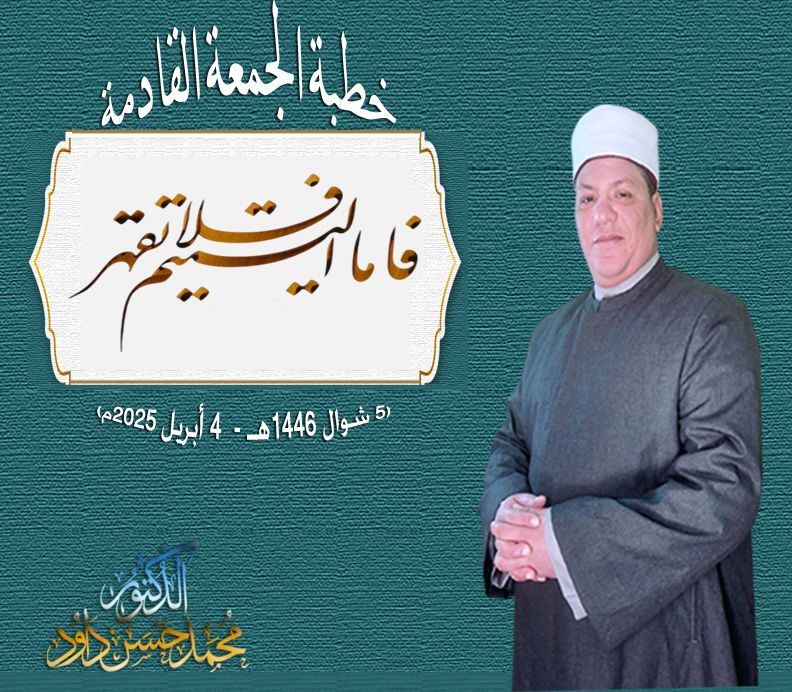 خطبة الجمعة القادمة
فأما اليتيم فلا تقهر
(5 شوال 1446هـ - 4 أبريل 2025م)
الدكتور
محمد حسن داود